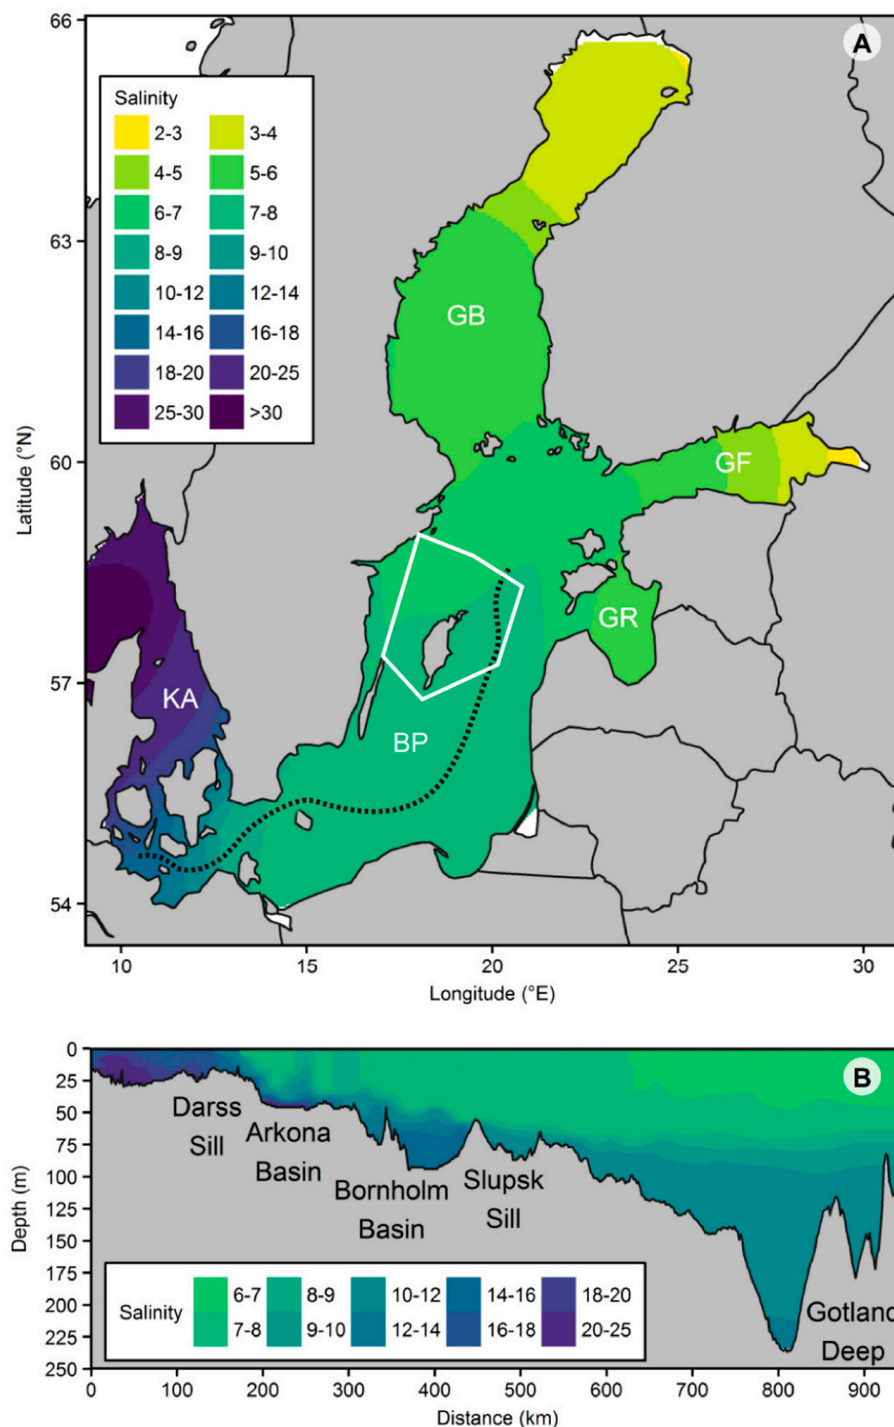 A
66
63
60
57
54
Latitude (°N)
Salinity
2-3 3-4
4-5 5-6
6-7 7-8
8-9 9-10
10-12 12-14
14-16 16-18
18-20 20-25
25-30 >30
GB
GF
GR
KA
BP
10 15 20 25 30
Longitude (°E)
B
0
25
50
75
100
125
150
175
200
225
250
Depth (m)
Darss
Sill
Arkona
Basin
Bornholm
Basin
Slupsk
Sill
Gotland
Deep
Salinity
6-7 8-9 10-12 14-16 18-20
7-8 9-10 12-14 16-18 20-25
0 100 200 300 400 500 600 700 800 900
Distance (km)